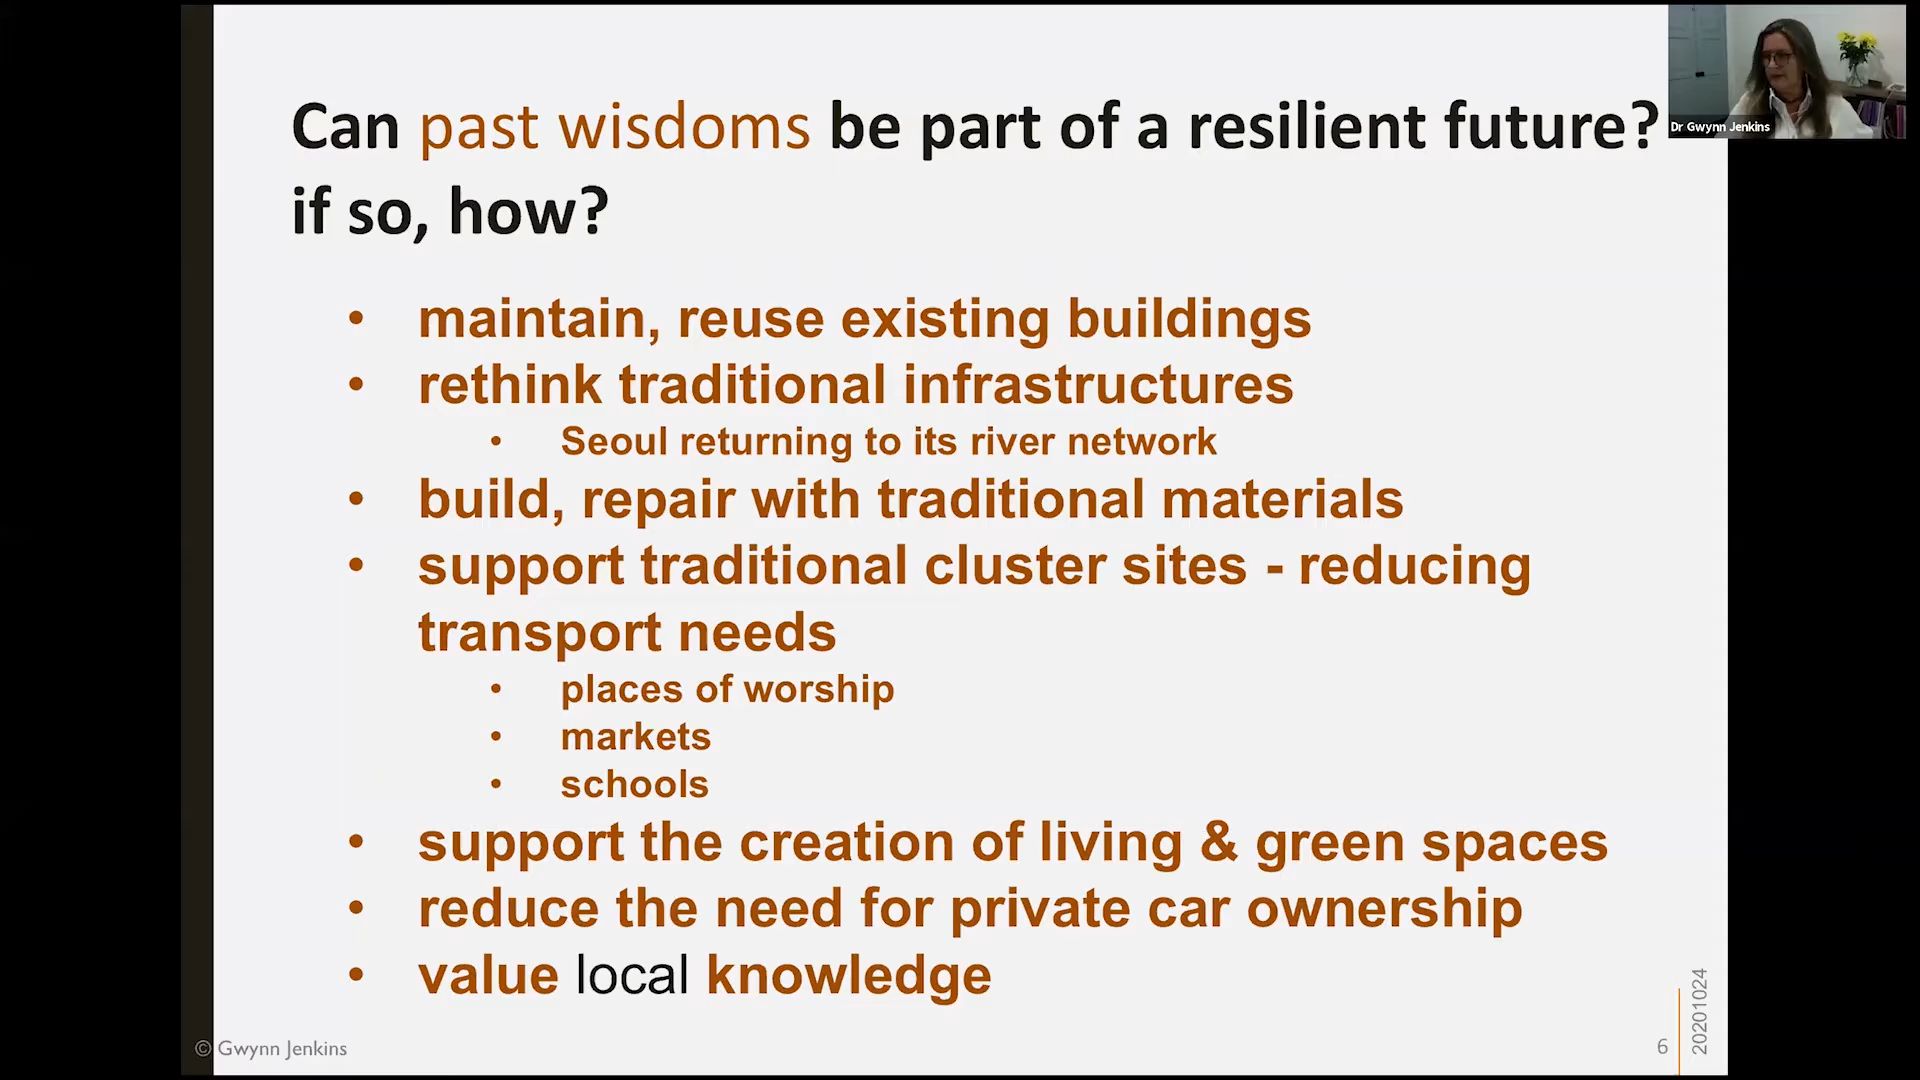 Can past wisdoms be part of a resilient future?
if so, how?
• maintain, reuse existing buildings
• rethink traditional infrastructures
• Seoul returning to its river network
• build, repair with traditional materials
• support traditional cluster sites - reducing
transport needs
• places of worship
• markets
• schools
• support the creation of living & green spaces
• reduce the need for private car ownership
• value local knowledge
© Gwynn Jenkins
6
20201024
Dr Gwynn Jenkins